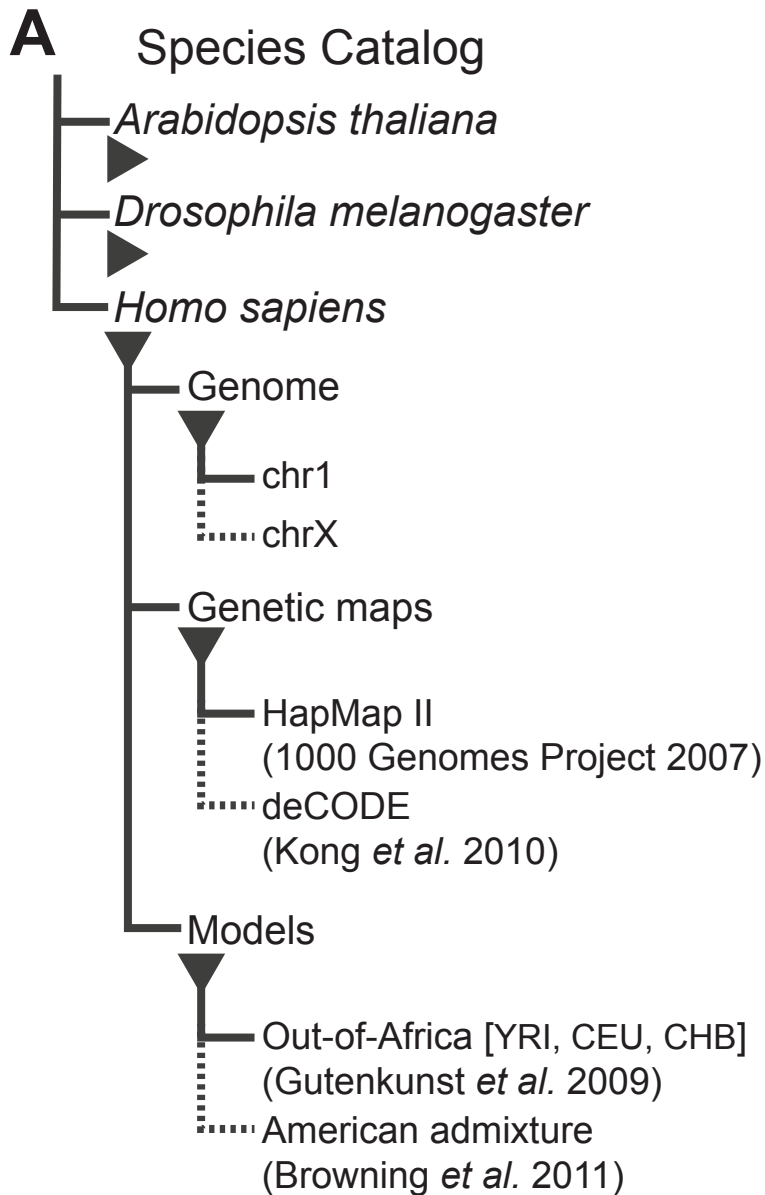 A
Species Catalog
Arabidopsis thaliana
Drosophila melanogaster
Homo sapiens
Genome
chr1
chrX
Genetic maps
HapMap II
(1000 Genomes Project 2007)
deCODE
(Kong et al. 2010)
Models
Out-of-Africa [YRI, CEU, CHB]
(Gutenkunst et al. 2009)
American admixture
(Browning et al. 2011)